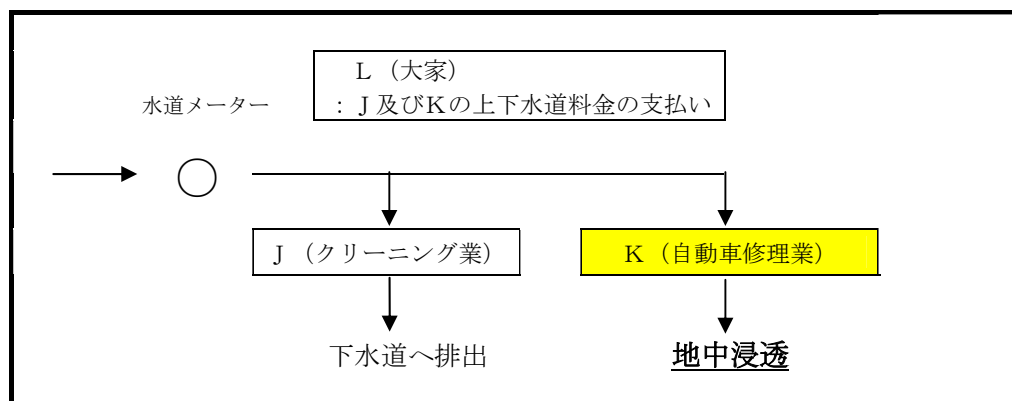 L（大家）
：J及びKの上下水道料金の支払い
水道メーター
J（クリーニング業）
K（自動車修理業）
下水道へ排出
地中浸透